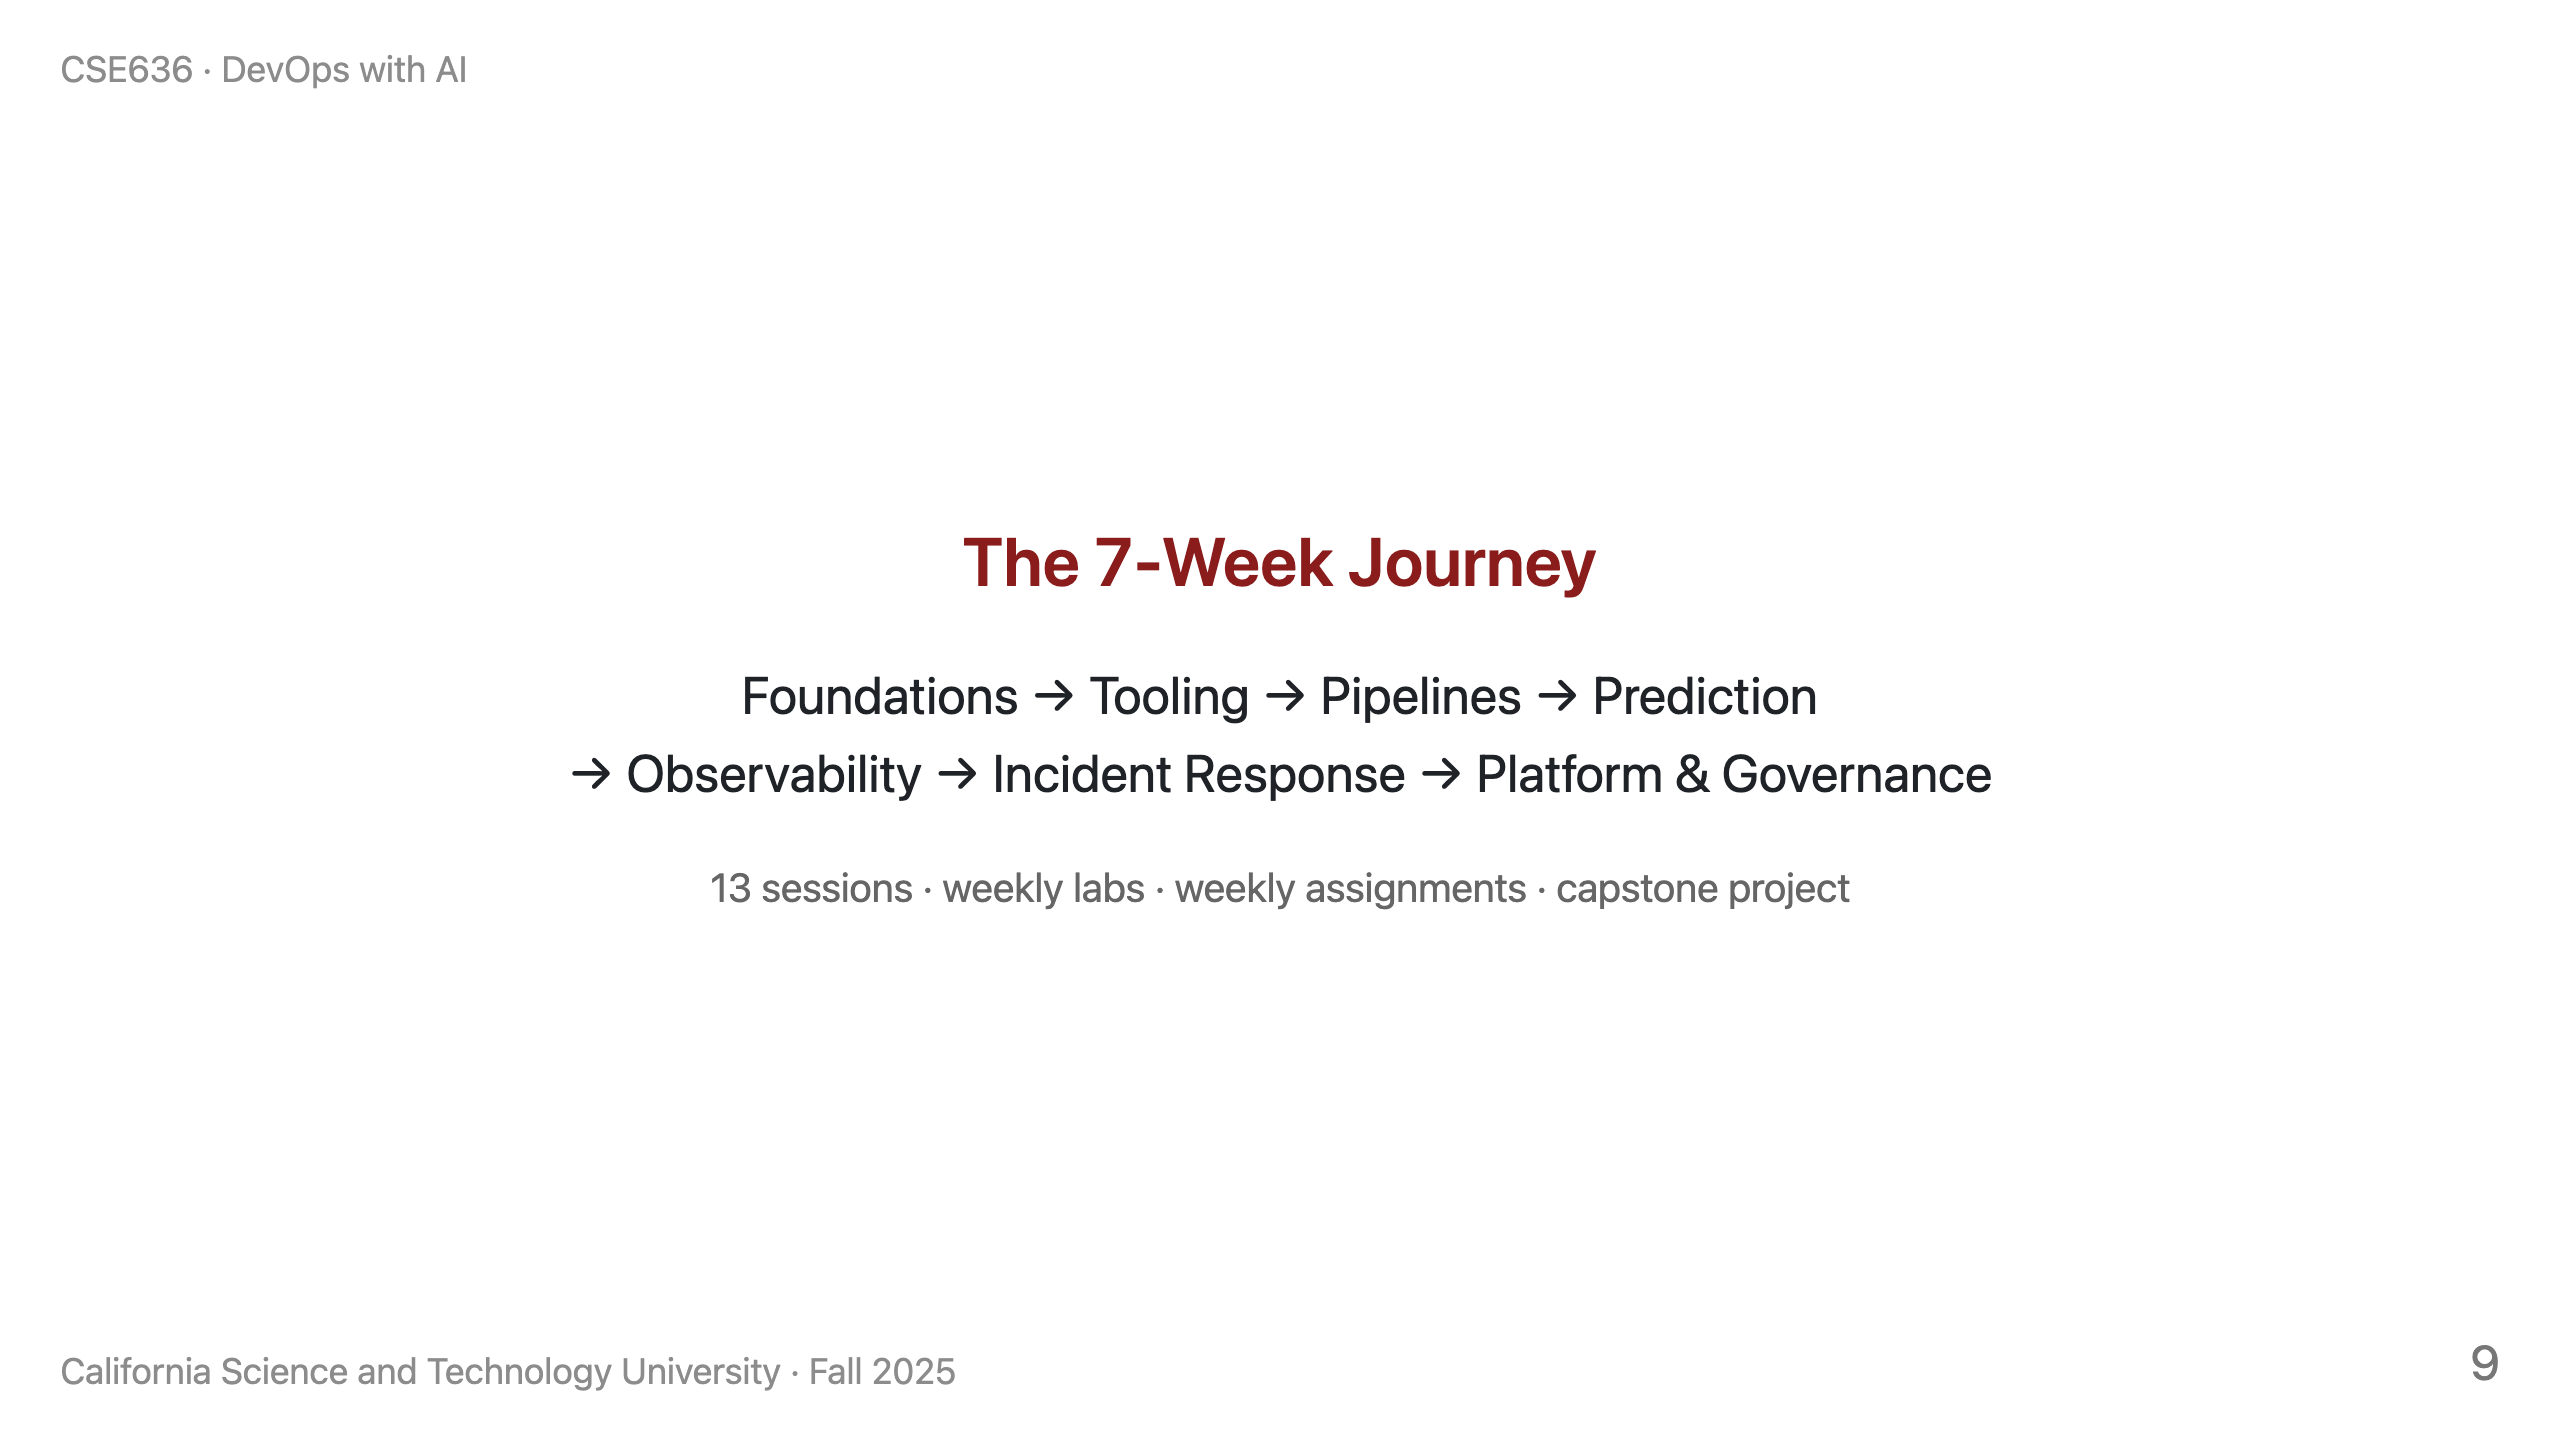 CSE636 · DevOps with AI
The 7-Week Journey
Foundations → Tooling → Pipelines → Prediction
→ Observability → Incident Response → Platform & Governance
13 sessions · weekly labs · weekly assignments · capstone project
California Science and Technology University · Fall 2025
9